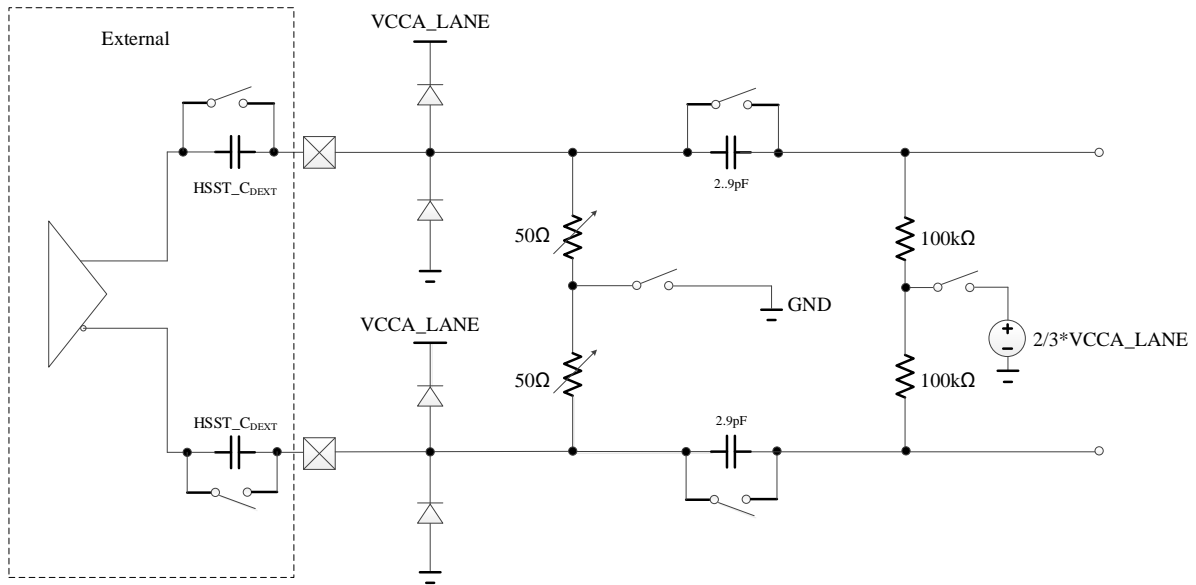 VCCA_LANE
External
HSST_CDEXT
2..9pF
50Ω
100kΩ
GND
VCCA_LANE
+
−
2/3*VCCA_LANE
50Ω
100kΩ
HSST_CDEXT
2.9pF